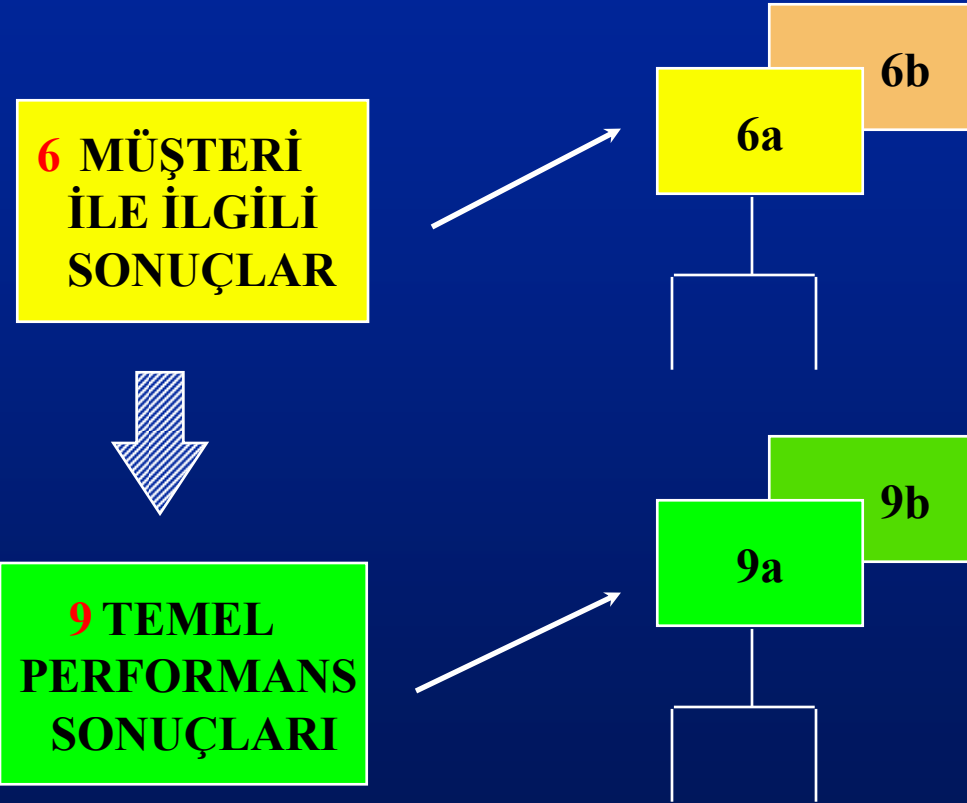 6 MÜŞTERİ
İLE İLGİLİ
SONUÇLAR
6b
6a
9 TEMEL
PERFORMANS
SONUÇLARI
9b
9a